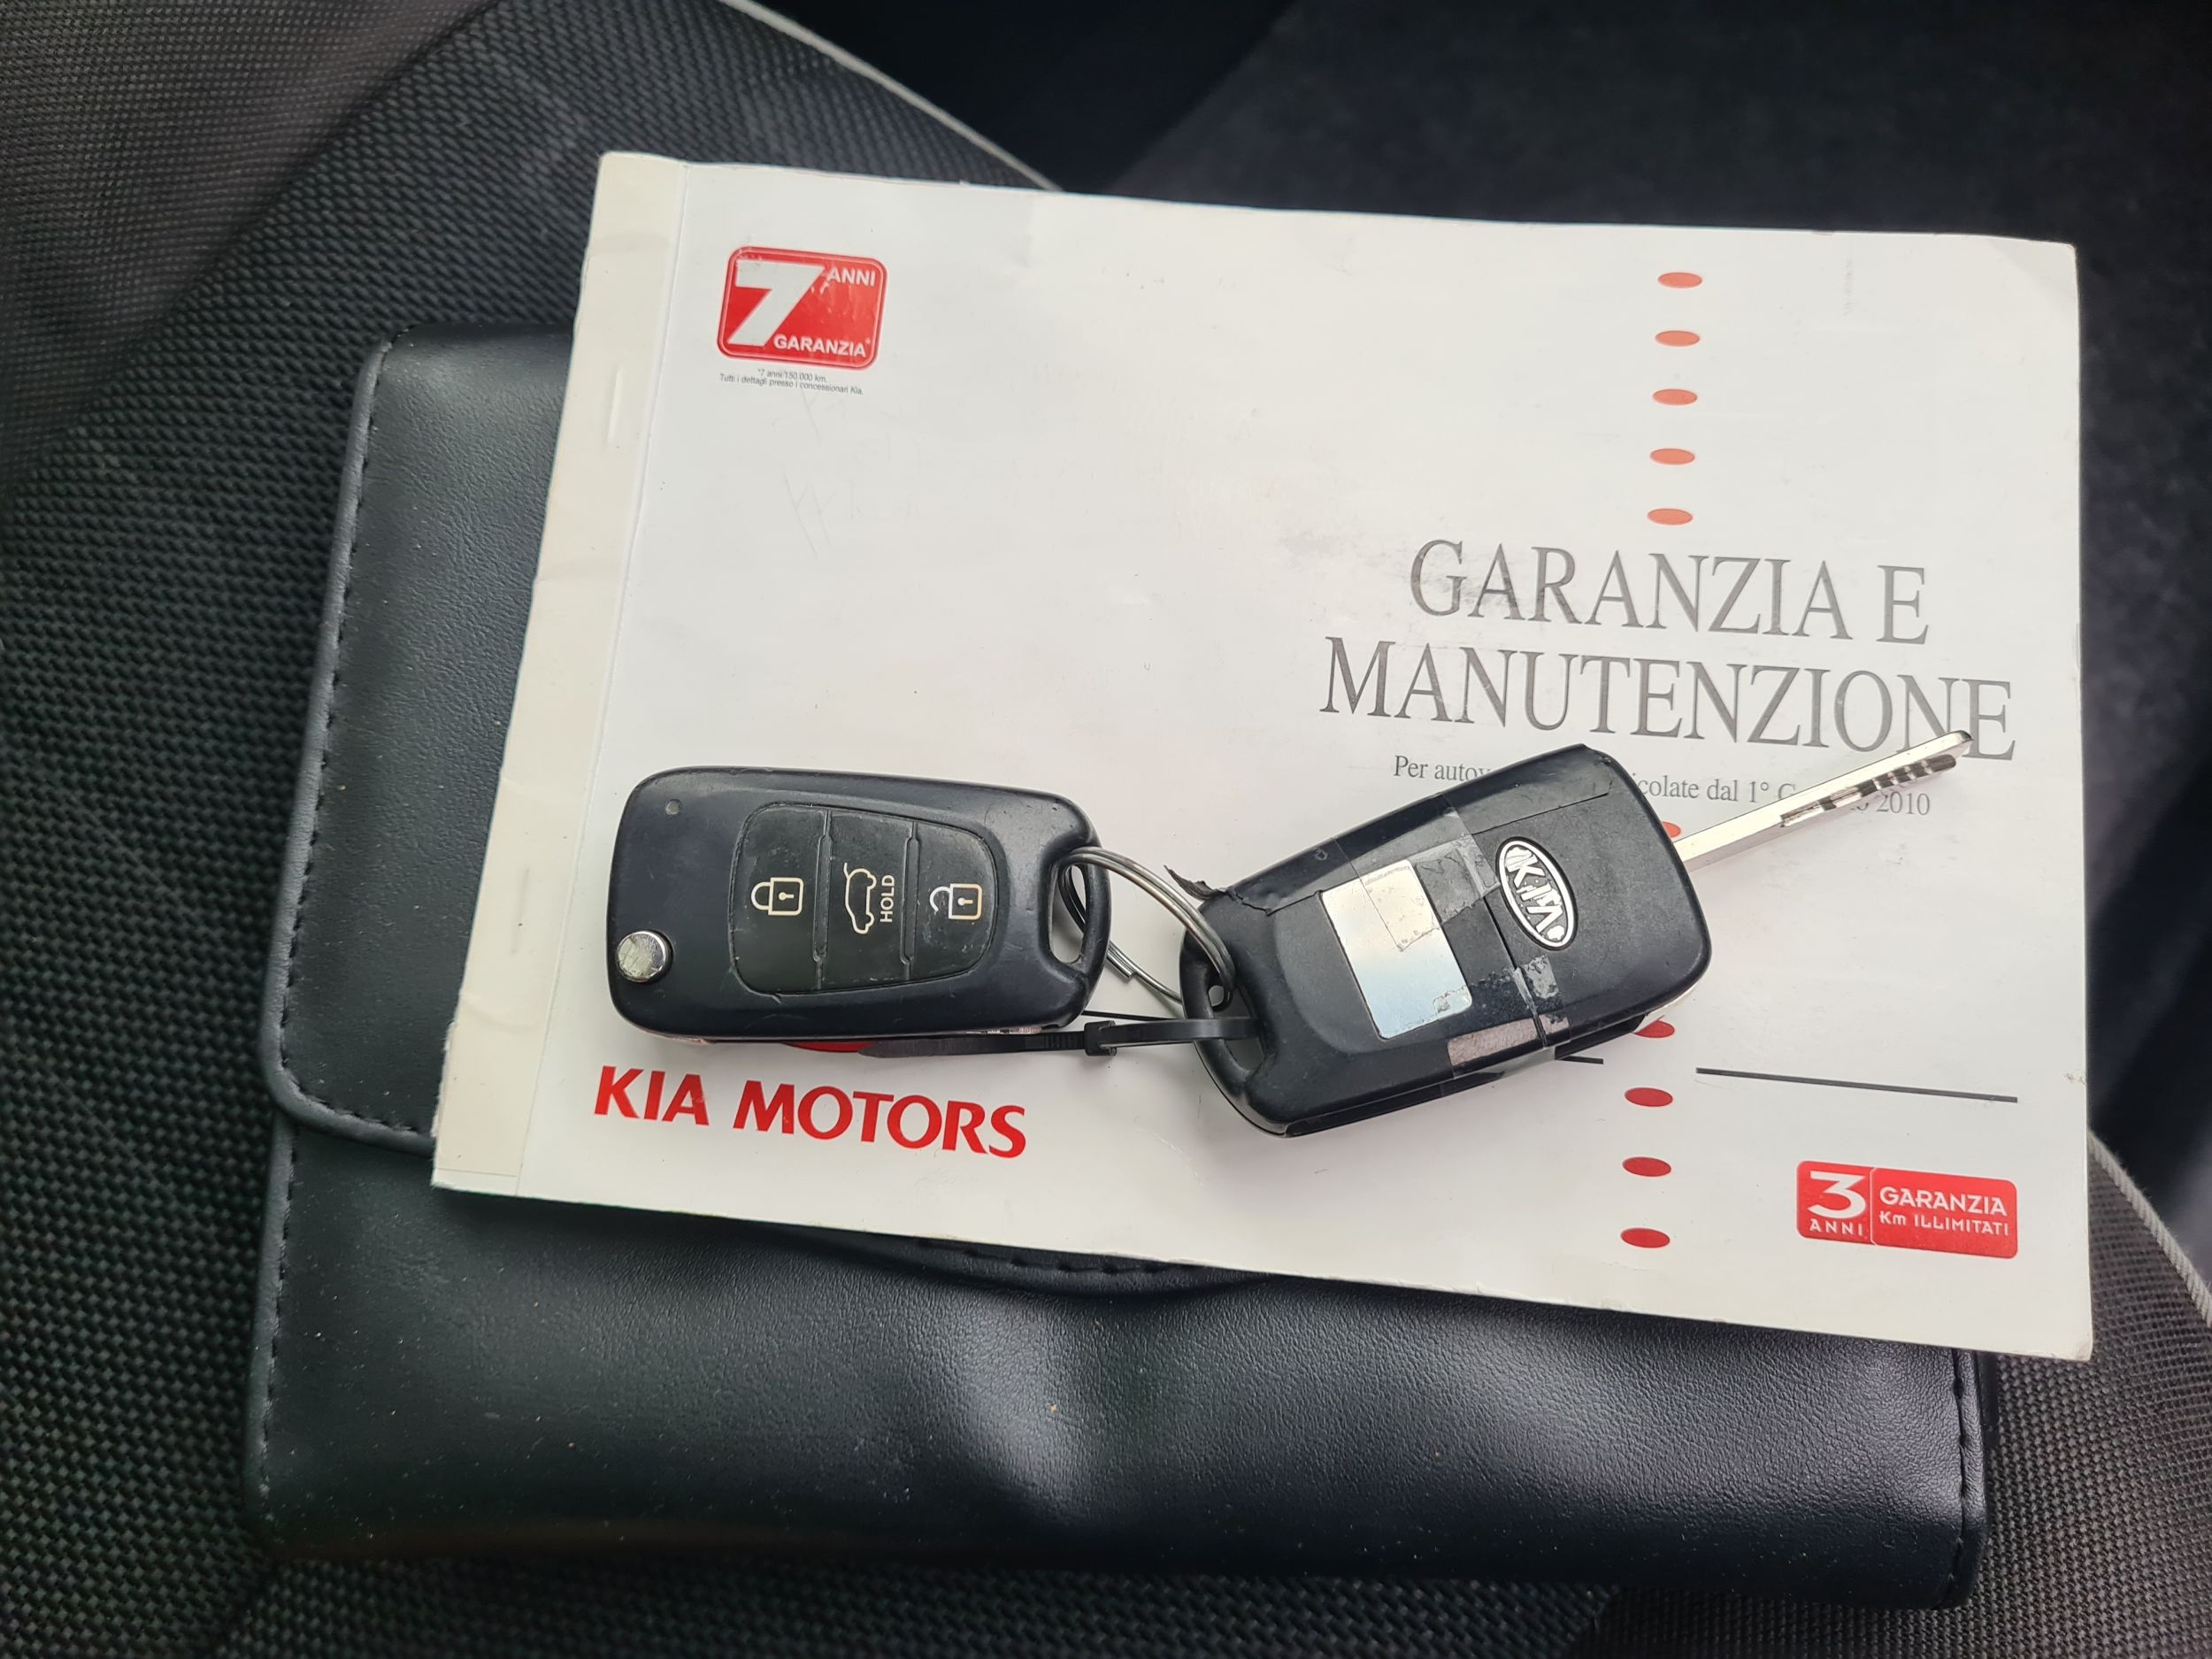 7 ANNI
GARANZIA*
*7 anni/150.000 km.
Tutti i dettagli presso i concessionari Kia.
GARANZIA E
MANUTENZIONE
Per colate dal 1° 2010
HOLD
KIA
KIA MOTORS
3 ANNI
GARANZIA
Km ILLIMITATI